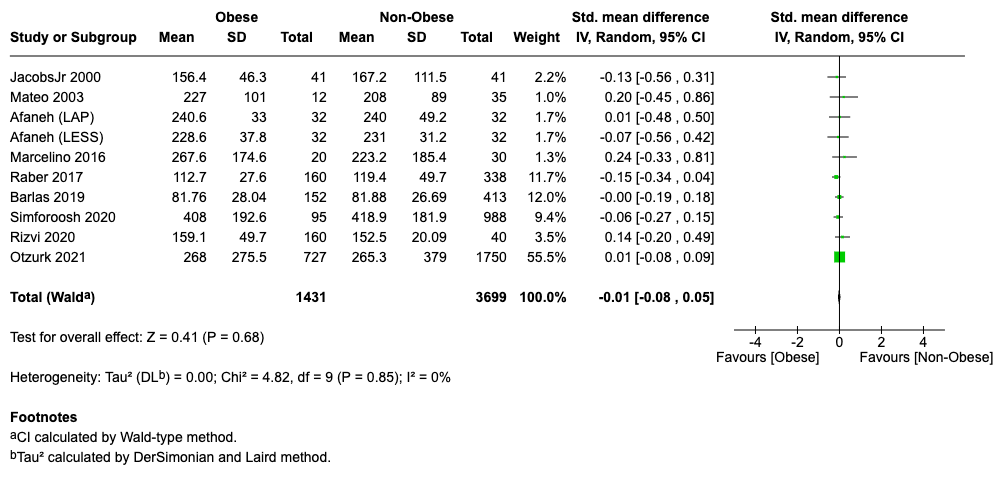 Obese Non-Obese Std. mean difference Std. mean difference
Study or Subgroup Mean SD Total Mean SD Total Weight IV, Random, 95% CI IV, Random, 95% CI
JacobsJr 2000 156.4 46.3 41 167.2 111.5 41 2.2% -0.13 [-0.56 , 0.31]
Mateo 2003 227 101 12 208 89 35 1.0% 0.20 [-0.45 , 0.86]
Afaneh (LAP) 240.6 33 32 240 49.2 32 1.7% 0.01 [-0.48 , 0.50]
Afaneh (LESS) 228.6 37.8 32 231 31.2 32 1.7% -0.07 [-0.56 , 0.42]
Marcelino 2016 267.6 174.6 20 223.2 185.4 30 1.3% 0.24 [-0.33 , 0.81]
Raber 2017 112.7 27.6 160 119.4 49.7 338 11.7% -0.15 [-0.34 , 0.04]
Barlas 2019 81.76 28.04 152 81.88 26.69 413 12.0% -0.00 [-0.19 , 0.18]
Simforoosh 2020 408 192.6 95 418.9 181.9 988 9.4% -0.06 [-0.27 , 0.15]
Rizvi 2020 159.1 49.7 160 152.5 20.09 40 3.5% 0.14 [-0.20 , 0.49]
Otzurk 2021 268 275.5 727 265.3 379 1750 55.5% 0.01 [-0.08 , 0.09]
Total (Waldᵃ) 1431 3699 100.0% -0.01 [-0.08 , 0.05]
Test for overall effect: Z = 0.41 (P = 0.68)
-4 -2 0 2 4
Favours [Obese] Favours [Non-Obese]
Heterogeneity: Tau² (DLᵇ) = 0.00; Chi² = 4.82, df = 9 (P = 0.85); I² = 0%
Footnotes
ᵃCI calculated by Wald-type method.
ᵇTau² calculated by DerSimonian and Laird method.